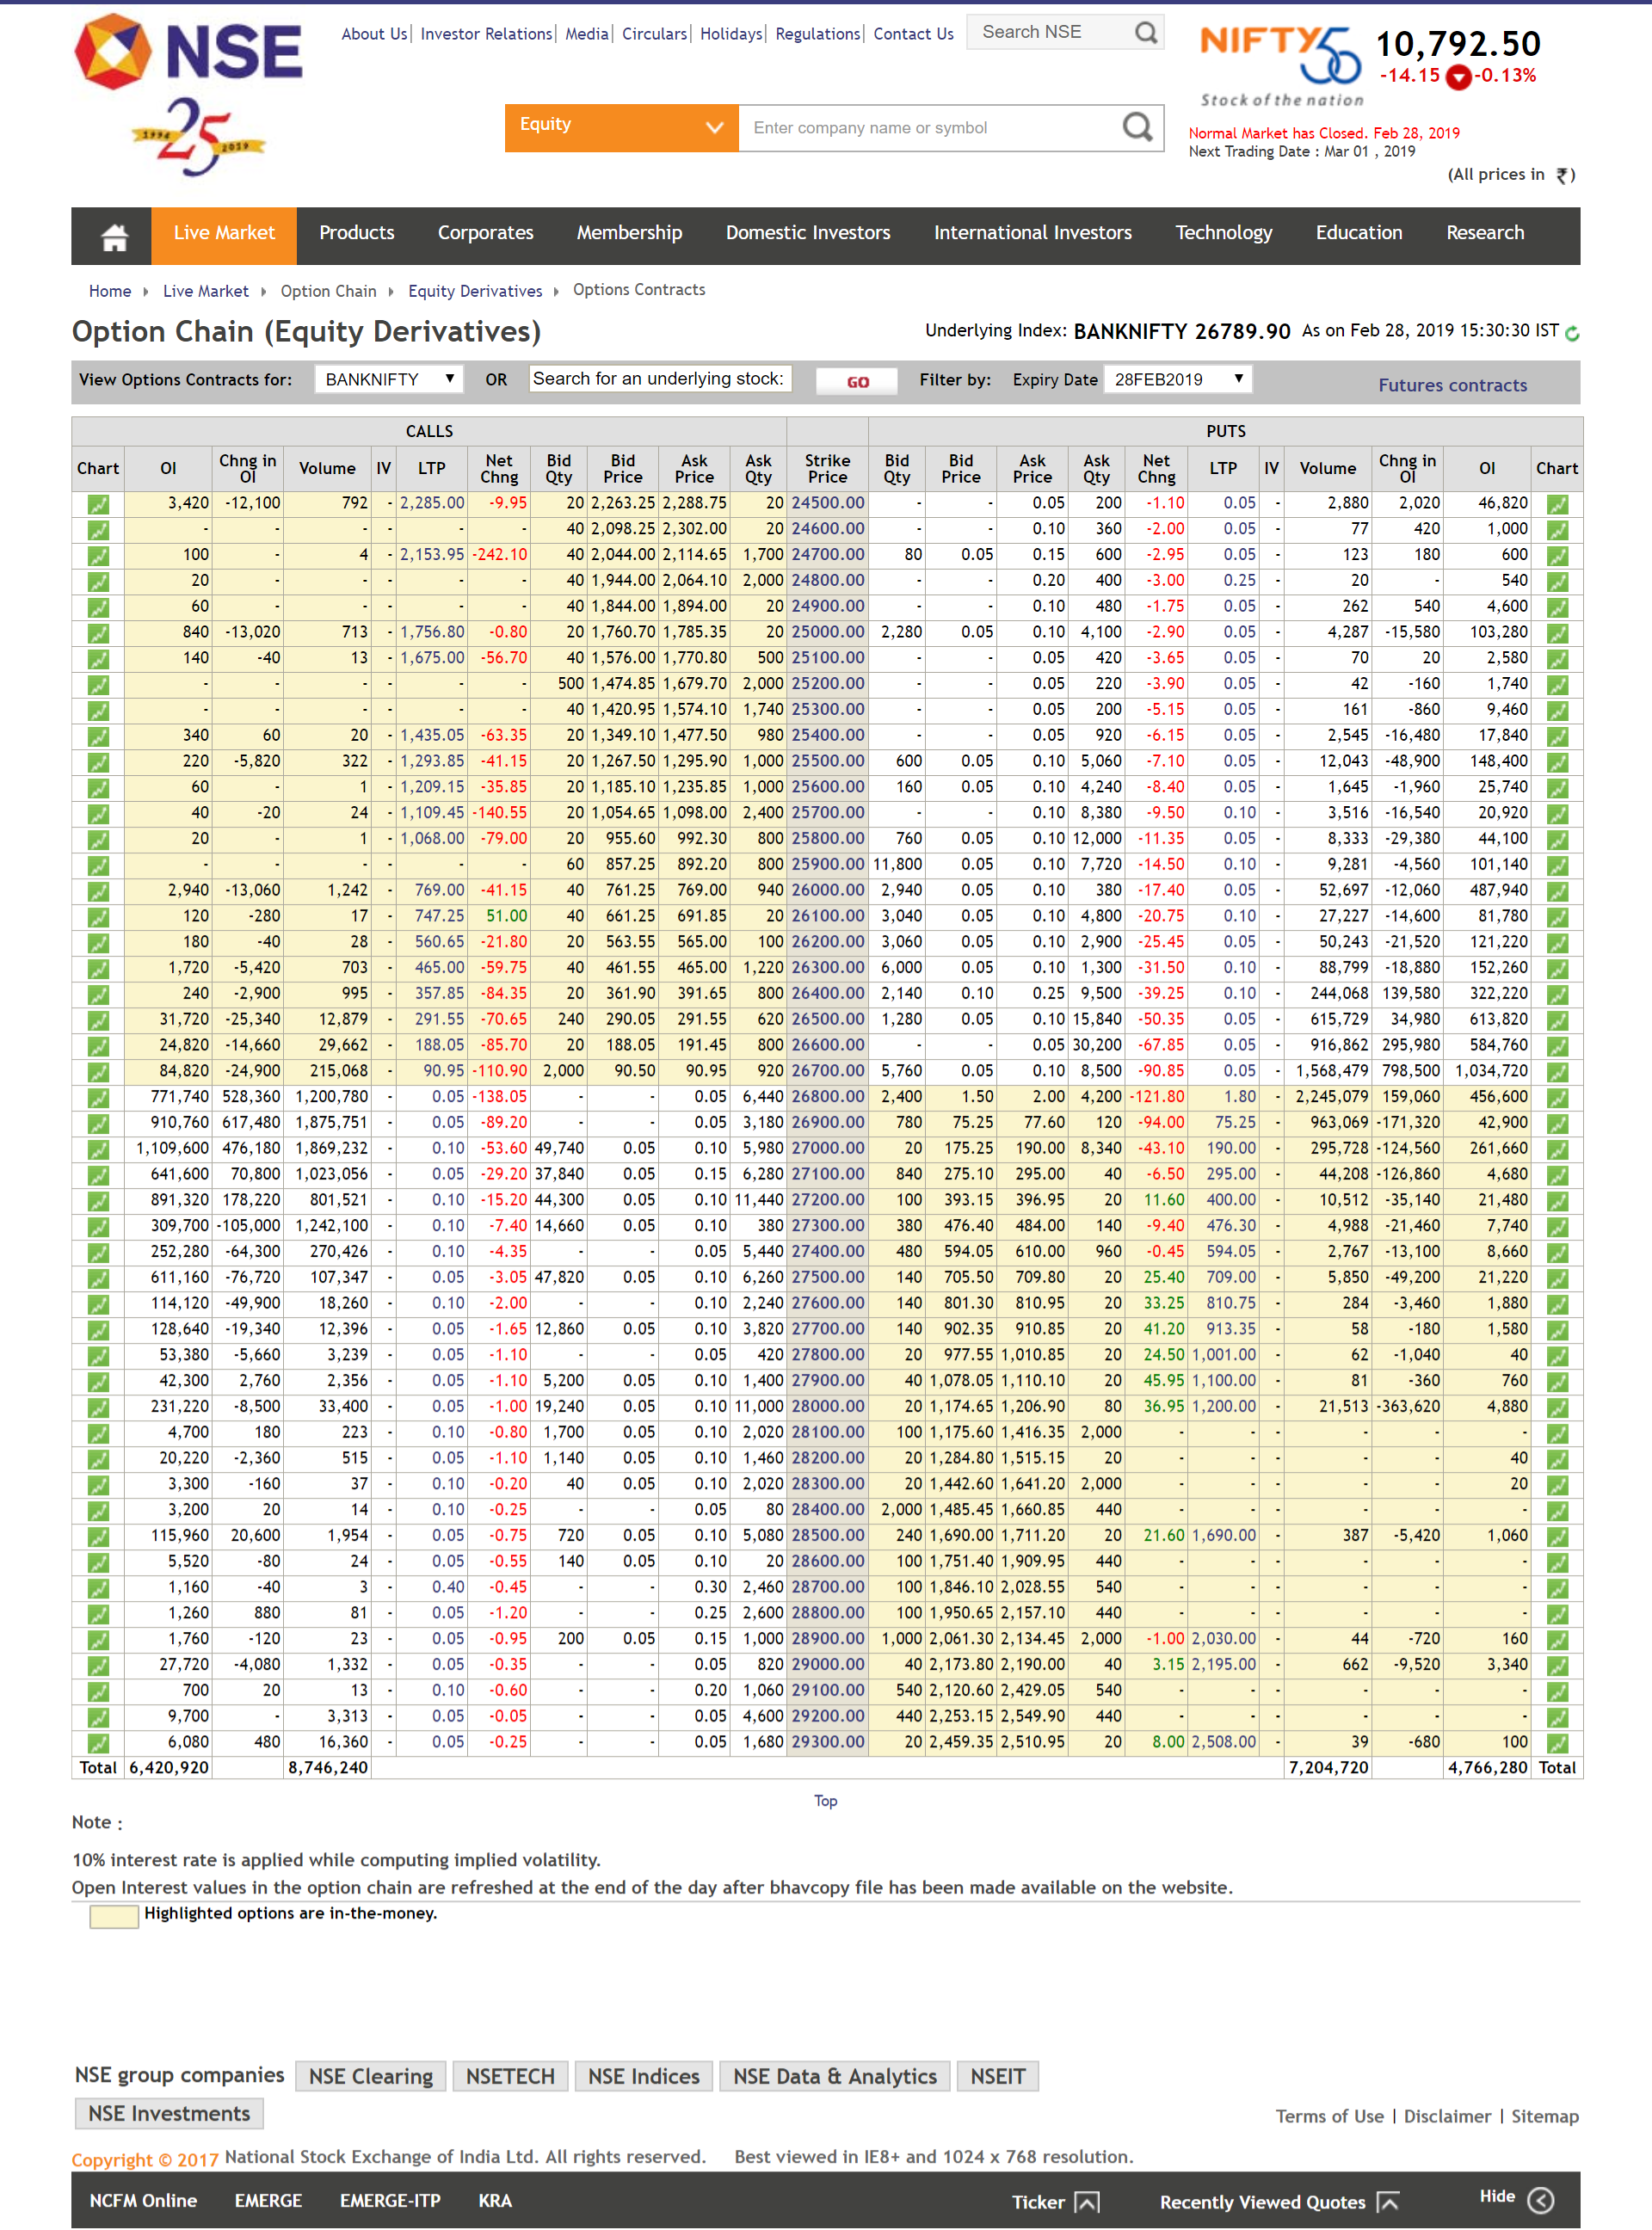 NSE
1994 25 2019
About Us| Investor Relations| Media| Circulars| Holidays| Regulations| Contact Us
Search NSE
NIFTY50 10,792.50
-14.15 -0.13%
Stock of the nation
Equity Enter company name or symbol
Normal Market has Closed. Feb 28, 2019
Next Trading Date : Mar 01 , 2019
(All prices in ₹)
Live Market Products Corporates Membership Domestic Investors International Investors Technology Education Research
Home Live Market Option Chain Equity Derivatives Options Contracts
Option Chain (Equity Derivatives) Underlying Index: BANKNIFTY 26789.90 As on Feb 28, 2019 15:30:30 IST
View Options Contracts for: BANKNIFTY OR Search for an underlying stock: GO Filter by: Expiry Date 28FEB2019 Futures contracts
CALLS PUTS
Chart OI Chng in OI Volume IV LTP Net Chng Bid Qty Bid Price Ask Price Ask Qty Strike Price Bid Qty Bid Price Ask Price Ask Qty Net Chng LTP IV Volume Chng in OI OI Chart
3,420 -12,100 792 - 2,285.00 -9.95 20 2,263.25 2,288.75 20 24500.00 - - 0.05 200 -1.10 0.05 - 2,880 2,020 46,820
- - - - - - 40 2,098.25 2,302.00 20 24600.00 - - 0.10 360 -2.00 0.05 - 77 420 1,000
100 - 4 - 2,153.95 -242.10 40 2,044.00 2,114.65 1,700 24700.00 80 0.05 0.15 600 -2.95 0.05 - 123 180 600
20 - - - - - 40 1,944.00 2,064.10 2,000 24800.00 - - 0.20 400 -3.00 0.25 - 20 - 540
60 - - - - - 40 1,844.00 1,894.00 20 24900.00 - - 0.10 480 -1.75 0.05 - 262 540 4,600
840 -13,020 713 - 1,756.80 -0.80 20 1,760.70 1,785.35 20 25000.00 2,280 0.05 0.10 4,100 -2.90 0.05 - 4,287 -15,580 103,280
140 -40 13 - 1,675.00 -56.70 40 1,576.00 1,770.80 500 25100.00 - - 0.05 420 -3.65 0.05 - 70 20 2,580
- - - - - - 500 1,474.85 1,679.70 2,000 25200.00 - - 0.05 220 -3.90 0.05 - 42 -160 1,740
- - - - - - 40 1,420.95 1,574.10 1,740 25300.00 - - 0.05 200 -5.15 0.05 - 161 -860 9,460
340 60 20 - 1,435.05 -63.35 20 1,349.10 1,477.50 980 25400.00 - - 0.05 920 -6.15 0.05 - 2,545 -16,480 17,840
220 -5,820 322 - 1,293.85 -41.15 20 1,267.50 1,295.90 1,000 25500.00 600 0.05 0.10 5,060 -7.10 0.05 - 12,043 -48,900 148,400
60 - 1 - 1,209.15 -35.85 20 1,185.10 1,235.85 1,000 25600.00 160 0.05 0.10 4,240 -8.40 0.05 - 1,645 -1,960 25,740
40 -20 24 - 1,109.45 -140.55 20 1,054.65 1,098.00 2,400 25700.00 - - 0.10 8,380 -9.50 0.10 - 3,516 -16,540 20,920
20 - 1 - 1,068.00 -79.00 20 955.60 992.30 800 25800.00 760 0.05 0.10 12,000 -11.35 0.05 - 8,333 -29,380 44,100
- - - - - - 60 857.25 892.20 800 25900.00 11,800 0.05 0.10 7,720 -14.50 0.10 - 9,281 -4,560 101,140
2,940 -13,060 1,242 - 769.00 -41.15 40 761.25 769.00 940 26000.00 2,940 0.05 0.10 380 -17.40 0.05 - 52,697 -12,060 487,940
120 -280 17 - 747.25 51.00 40 661.25 691.85 20 26100.00 3,040 0.05 0.10 4,800 -20.75 0.10 - 27,227 -14,600 81,780
180 -40 28 - 560.65 -21.80 20 563.55 565.00 100 26200.00 3,060 0.05 0.10 2,900 -25.45 0.05 - 50,243 -21,520 121,220
1,720 -5,420 703 - 465.00 -59.75 40 461.55 465.00 1,220 26300.00 6,000 0.05 0.10 1,300 -31.50 0.10 - 88,799 -18,880 152,260
240 -2,900 995 - 357.85 -84.35 20 361.90 391.65 800 26400.00 2,140 0.10 0.25 9,500 -39.25 0.10 - 244,068 139,580 322,220
31,720 -25,340 12,879 - 291.55 -70.65 240 290.05 291.55 620 26500.00 1,280 0.05 0.10 15,840 -50.35 0.05 - 615,729 34,980 613,820
24,820 -14,660 29,662 - 188.05 -85.70 20 188.05 191.45 800 26600.00 - - 0.05 30,200 -67.85 0.05 - 916,862 295,980 584,760
84,820 -24,900 215,068 - 90.95 -110.90 2,000 90.50 90.95 920 26700.00 5,760 0.05 0.10 8,500 -90.85 0.05 - 1,568,479 798,500 1,034,720
771,740 528,360 1,200,780 - 0.05 -138.05 - - 0.05 6,440 26800.00 2,400 1.50 2.00 4,200 -121.80 1.80 - 2,245,079 159,060 456,600
910,760 617,480 1,875,751 - 0.05 -89.20 - - 0.05 3,180 26900.00 780 75.25 77.60 120 -94.00 75.25 - 963,069 -171,320 42,900
1,109,600 476,180 1,869,232 - 0.10 -53.60 49,740 0.05 0.10 5,980 27000.00 20 175.25 190.00 8,340 -43.10 190.00 - 295,728 -124,560 261,660
641,600 70,800 1,023,056 - 0.05 -29.20 37,840 0.05 0.15 6,280 27100.00 840 275.10 295.00 40 -6.50 295.00 - 44,208 -126,860 4,680
891,320 178,220 801,521 - 0.10 -15.20 44,300 0.05 0.10 11,440 27200.00 100 393.15 396.95 20 11.60 400.00 - 10,512 -35,140 21,480
309,700 -105,000 1,242,100 - 0.10 -7.40 14,660 0.05 0.10 380 27300.00 380 476.40 484.00 140 -9.40 476.30 - 4,988 -21,460 7,740
252,280 -64,300 270,426 - 0.10 -4.35 - - 0.05 5,440 27400.00 480 594.05 610.00 960 -0.45 594.05 - 2,767 -13,100 8,660
611,160 -76,720 107,347 - 0.05 -3.05 47,820 0.05 0.10 6,260 27500.00 140 705.50 709.80 20 25.40 709.00 - 5,850 -49,200 21,220
114,120 -49,900 18,260 - 0.10 -2.00 - - 0.10 2,240 27600.00 140 801.30 810.95 20 33.25 810.75 - 284 -3,460 1,880
128,640 -19,340 12,396 - 0.05 -1.65 12,860 0.05 0.10 3,820 27700.00 140 902.35 910.85 20 41.20 913.35 - 58 -180 1,580
53,380 -5,660 3,239 - 0.05 -1.10 - - 0.05 420 27800.00 20 977.55 1,010.85 20 24.50 1,001.00 - 62 -1,040 40
42,300 2,760 2,356 - 0.05 -1.10 5,200 0.05 0.10 1,400 27900.00 40 1,078.05 1,110.10 20 45.95 1,100.00 - 81 -360 760
231,220 -8,500 33,400 - 0.05 -1.00 19,240 0.05 0.10 11,000 28000.00 20 1,174.65 1,206.90 80 36.95 1,200.00 - 21,513 -363,620 4,880
4,700 180 223 - 0.10 -0.80 1,700 0.05 0.10 2,020 28100.00 100 1,175.60 1,416.35 2,000 - - - - - -
20,220 -2,360 515 - 0.05 -1.10 1,140 0.05 0.10 1,460 28200.00 20 1,284.80 1,515.15 20 - - - - - 40
3,300 -160 37 - 0.10 -0.20 40 0.05 0.10 2,020 28300.00 20 1,442.60 1,641.20 2,000 - - - - - 20
3,200 20 14 - 0.10 -0.25 - - 0.05 80 28400.00 2,000 1,485.45 1,660.85 440 - - - - - -
115,960 20,600 1,954 - 0.05 -0.75 720 0.05 0.10 5,080 28500.00 240 1,690.00 1,711.20 20 21.60 1,690.00 - 387 -5,420 1,060
5,520 -80 24 - 0.05 -0.55 140 0.05 0.10 20 28600.00 100 1,751.40 1,909.95 440 - - - - - -
1,160 -40 3 - 0.40 -0.45 - - 0.30 2,460 28700.00 100 1,846.10 2,028.55 540 - - - - - -
1,260 880 81 - 0.05 -1.20 - - 0.25 2,600 28800.00 100 1,950.65 2,157.10 440 - - - - - -
1,760 -120 23 - 0.05 -0.95 200 0.05 0.15 1,000 28900.00 1,000 2,061.30 2,134.45 2,000 -1.00 2,030.00 - 44 -720 160
27,720 -4,080 1,332 - 0.05 -0.35 - - 0.05 820 29000.00 40 2,173.80 2,190.00 40 3.15 2,195.00 - 662 -9,520 3,340
700 20 13 - 0.10 -0.60 - - 0.20 1,060 29100.00 540 2,120.60 2,429.05 540 - - - - - -
9,700 - 3,313 - 0.05 -0.05 - - 0.05 4,600 29200.00 440 2,253.15 2,549.90 440 - - - - - -
6,080 480 16,360 - 0.05 -0.25 - - 0.05 1,680 29300.00 20 2,459.35 2,510.95 20 8.00 2,508.00 - 39 -680 100
Total 6,420,920 8,746,240 7,204,720 4,766,280 Total
Top
Note :
10% interest rate is applied while computing implied volatility.
Open Interest values in the option chain are refreshed at the end of the day after bhavcopy file has been made available on the website.
Highlighted options are in-the-money.
NSE group companies NSE Clearing NSETECH NSE Indices NSE Data & Analytics NSEIT
NSE Investments
Terms of Use | Disclaimer | Sitemap
Copyright © 2017 National Stock Exchange of India Ltd. All rights reserved. Best viewed in IE8+ and 1024 x 768 resolution.
NCFM Online EMERGE EMERGE-ITP KRA Ticker Recently Viewed Quotes Hide